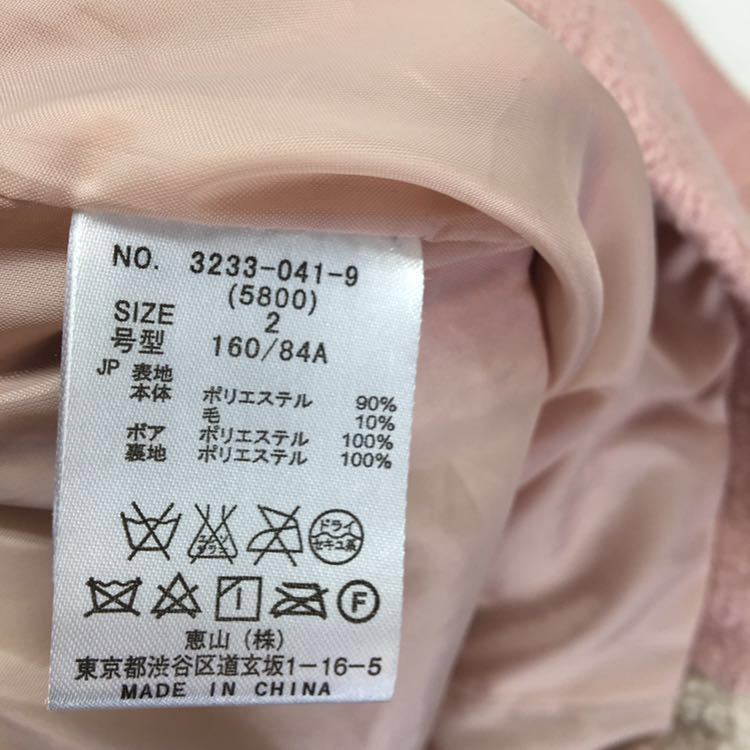 NO. 3233-041-9
(5800)
SIZE 2
号型 160/84A
JP 表地
本体 ポリエステル 90%
毛 10%
ボア ポリエステル 100%
裏地 ポリエステル 100%
ドライ
セキユ系
F
恵山(株)
東京都渋谷区道玄坂1-16-5
MADE IN CHINA